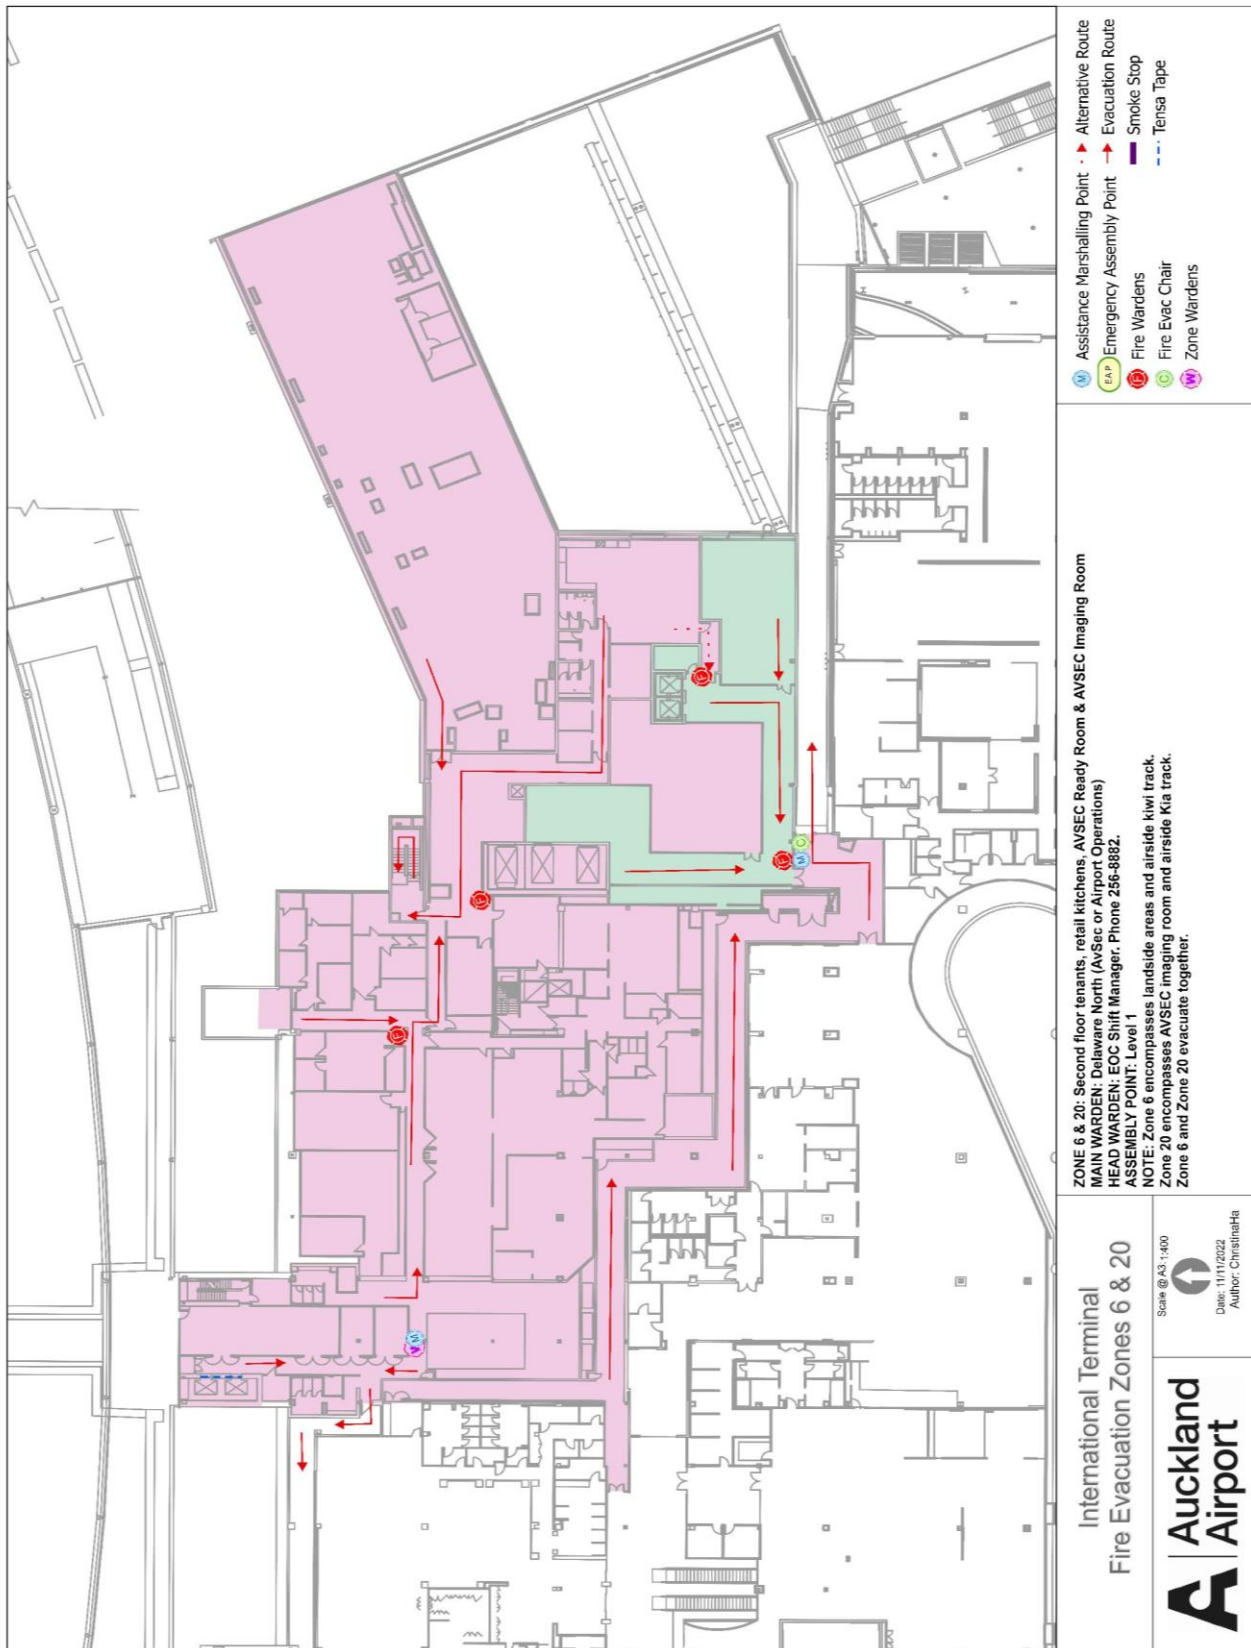 International Terminal
Fire Evacuation Zones 6 & 20
A Auckland
Airport
Scale @ A3 1:400
Date: 11/11/2022
Author: ChristinaHa
ZONE 6 & 20: Second floor tenants, retail kitchens, AVSEC Ready Room & AVSEC Imaging Room
MAIN WARDEN: Delaware North (AvSec or Airport Operations)
HEAD WARDEN: EOC Shift Manager. Phone 256-8882.
ASSEMBLY POINT: Level 1
NOTE: Zone 6 encompasses landside areas and airside kiwi track.
Zone 20 encompasses AVSEC imaging room and airside Kia track.
Zone 6 and Zone 20 evacuate together.
M Assistance Marshalling Point
EAP Emergency Assembly Point
F Fire Wardens
C Fire Evac Chair
W Zone Wardens
Alternative Route
Evacuation Route
Smoke Stop
Tensa Tape
F
F
F
F
M
C
W
M